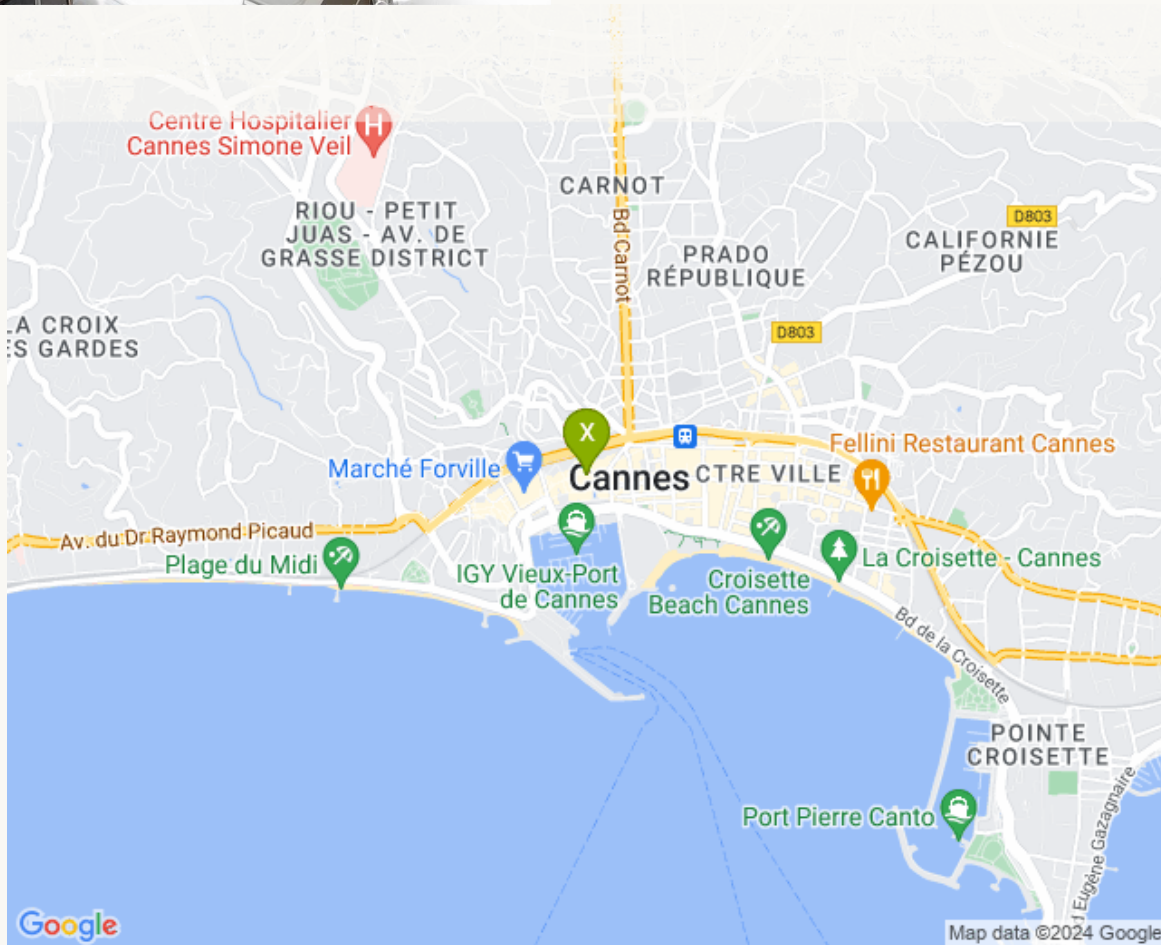 Centre Hospitalier
Cannes Simone Veil
H
CARNOT
RIOU - PETIT
JUAS - AV. DE
GRASSE DISTRICT
Bd Carnot
D803
CALIFORNIE
PÉZOU
PRADO
RÉPUBLIQUE
LA CROIX
ES GARDES
D803
X
Fellini Restaurant Cannes
Marché Forville
Cannes
CTRE VILLE
Av. du Dr Raymond Picaud
Plage du Midi
IGY Vieux-Port
de Cannes
Croisette
Beach Cannes
La Croisette - Cannes
Bd de la Croisette
POINTE
CROISETTE
Port Pierre Canto
d Eugène Gazagnaire
Google
Map data ©2024 Google